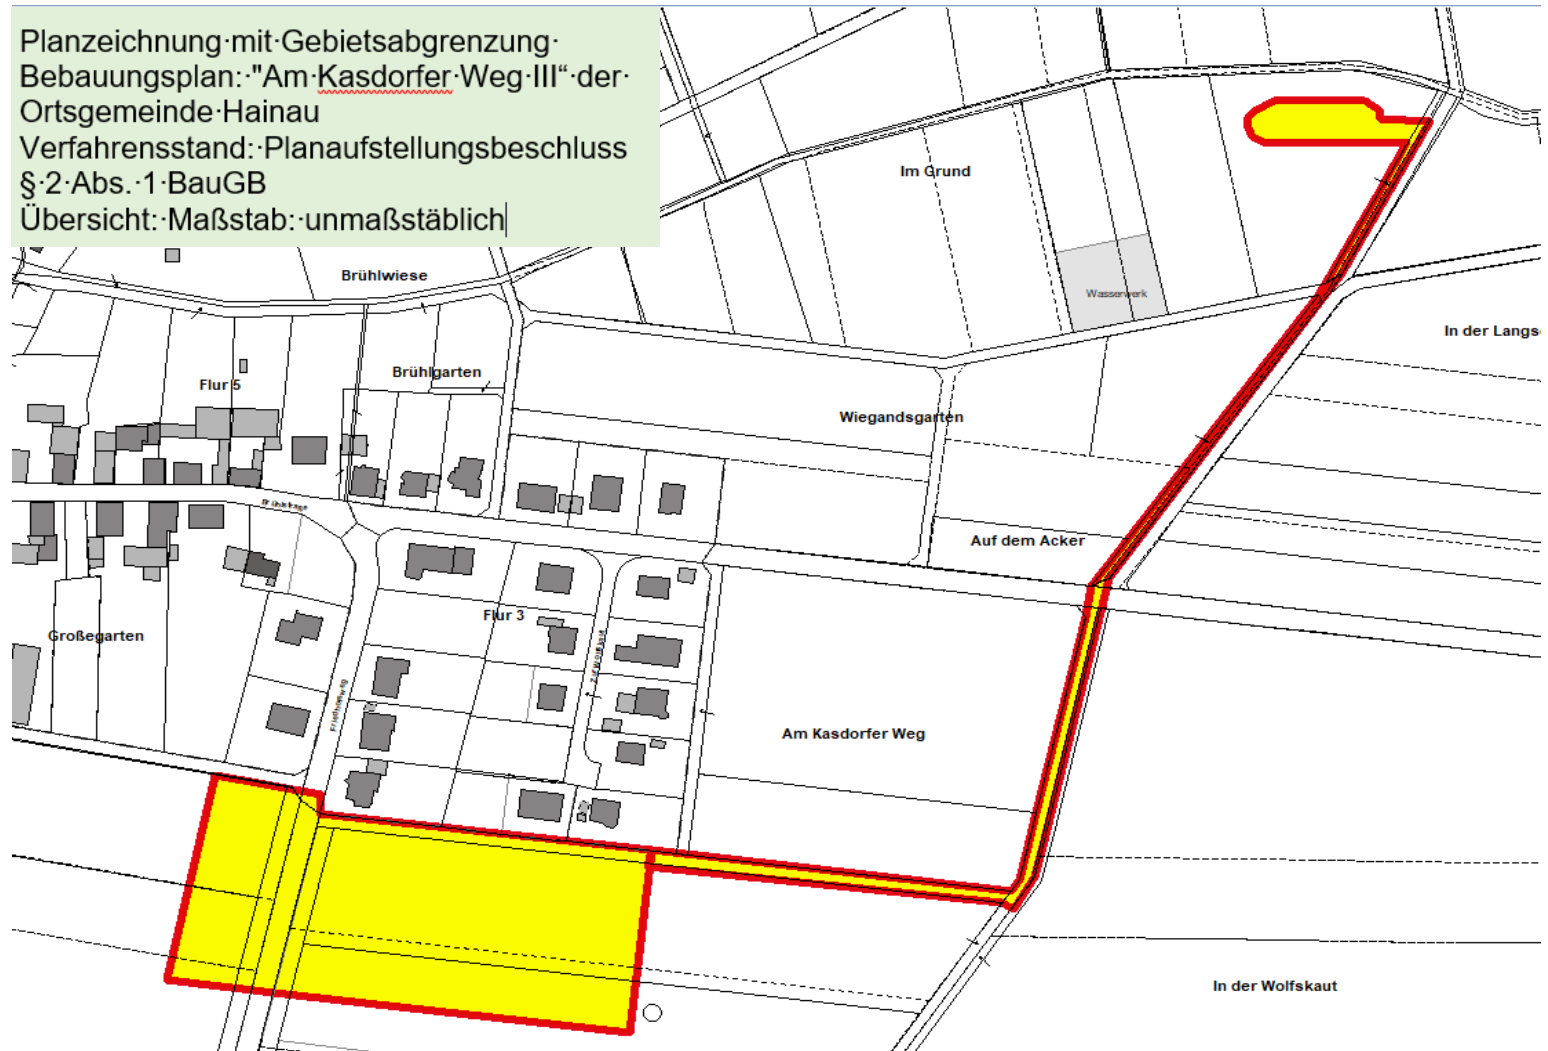 Planzeichnung·mit·Gebietsabgrenzung·
Bebauungsplan:·"Am·Kasdorfer·Weg·III“·der·
Ortsgemeinde·Hainau
Verfahrensstand:·Planaufstellungsbeschluss
§·2·Abs.·1·BauGB
Übersicht:·Maßstab:·unmaßstäblich
Im Grund
Brühlwiese
Wasserwerk
In der Langs
Brühlgarten
Flur 5
Wiegandsgarten
Brühlstraße
Auf dem Acker
Flur 3
Großegarten
Friedhofsweg
Am Kasdorfer Weg
In der Wolfskaut